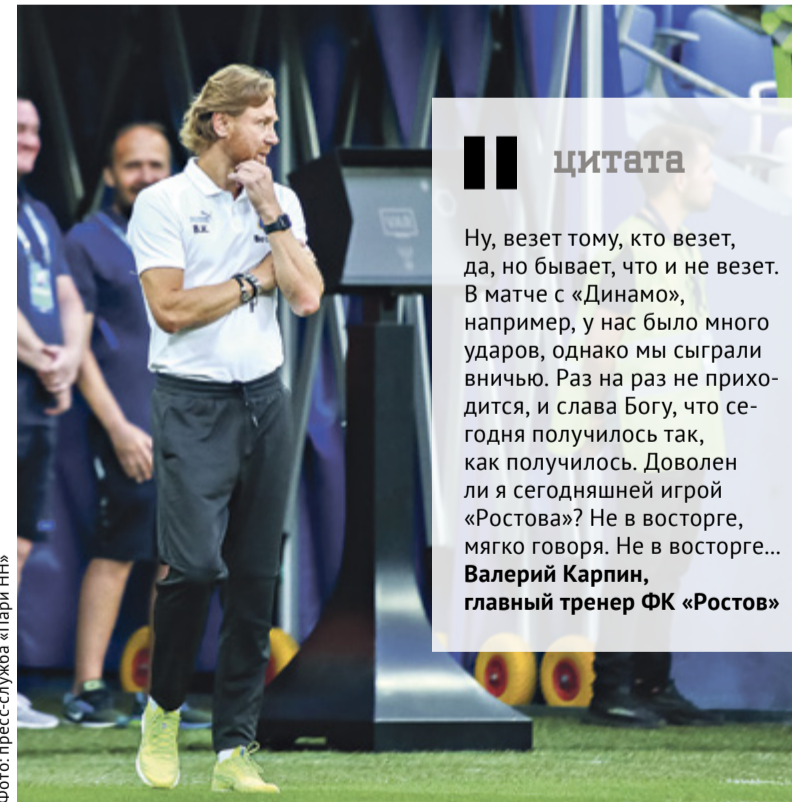 цитата
Ну, везет тому, кто везет,
да, но бывает, что и не везет.
В матче с «Динамо»,
например, у нас было много
ударов, однако мы сыграли
вничью. Раз на раз не прихо-
дится, и слава Богу, что се-
годня получилось так,
как получилось. Доволен
ли я сегодняшней игрой
«Ростова»? Не в восторге,
мягко говоря. Не в восторге...
Валерий Карпин,
главный тренер ФК «Ростов»
Фото: пресс-служба «Пари НН»
В.К.
VAR